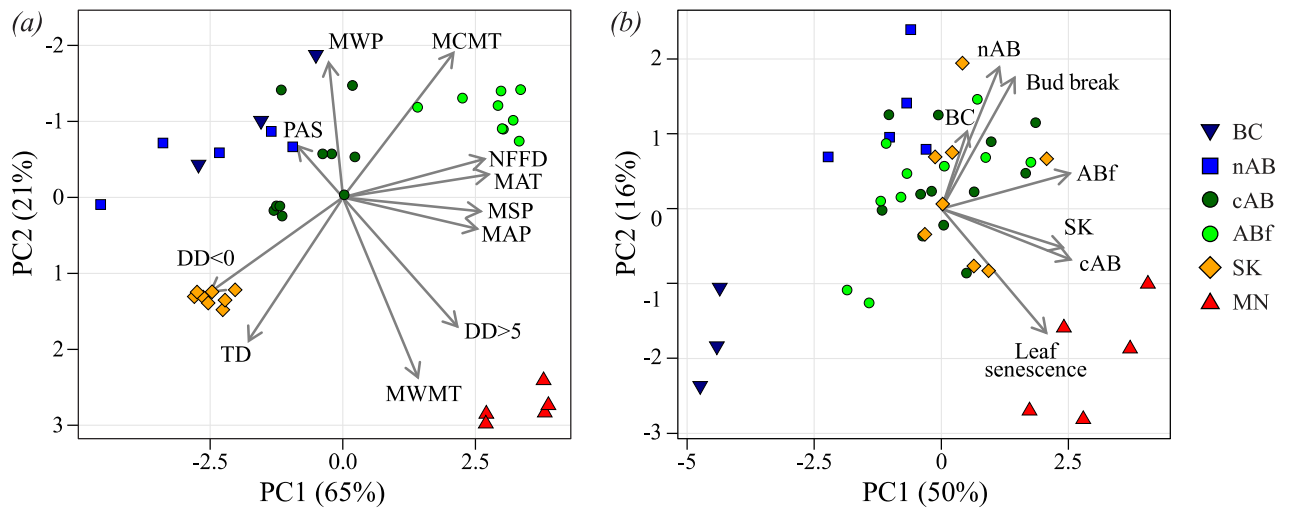 (a)
MWP
MCMT
PAS
NFFD
MAT
MSP
MAP
DD<0
TD
DD>5
MWMT
-2
-1
0
1
2
3
PC2 (21%)
-2.5
0.0
2.5
PC1 (65%)
(b)
nAB
Bud break
BC
ABf
SK
cAB
Leaf
senescence
2
1
0
-1
-2
-3
PC2 (16%)
-5
-2.5
0
2.5
PC1 (50%)
BC
nAB
cAB
ABf
SK
MN